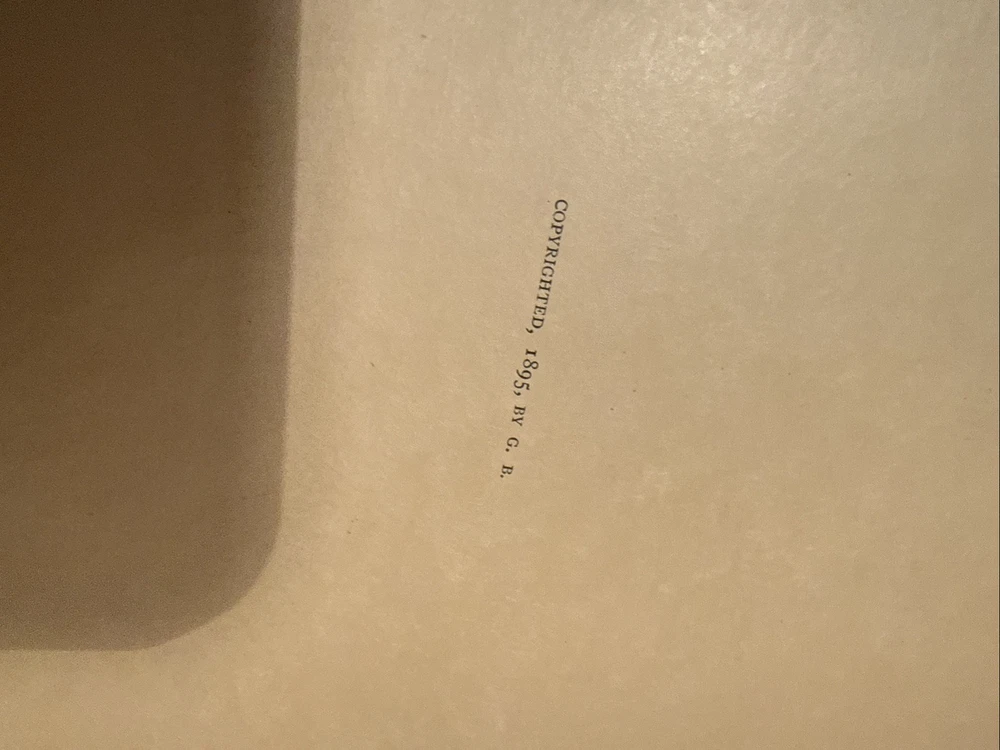 COPYRIGHTED, 1895, BY G. B.